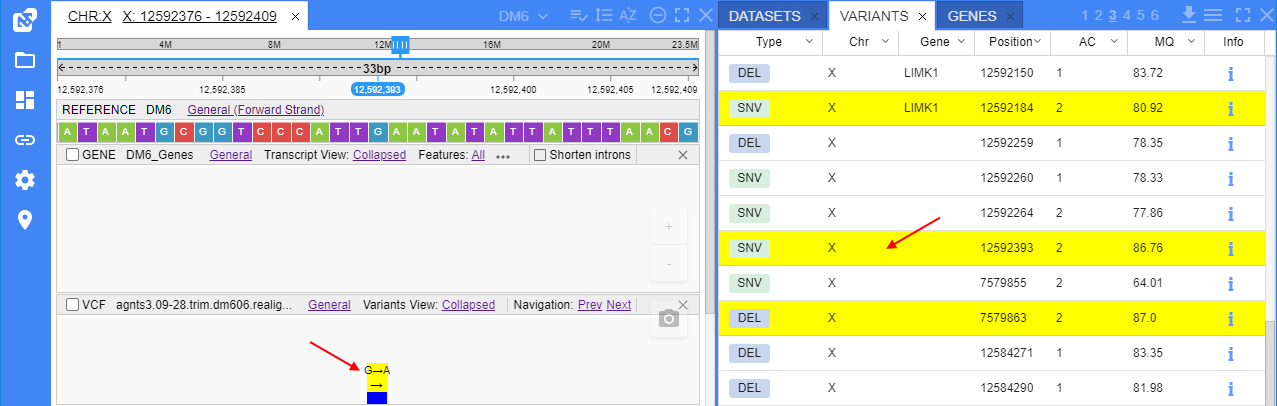 CHR:X X: 12592376 - 12592409 ×
DM6
1 4M 8M 12M 16M 20M 23.5M
33bp
12,592,376 12,592,385 12,592,393 12,592,400 12,592,405 12,592,409
REFERENCE DM6 General (Forward Strand)
A T A A T G C G G T C C C A T T G A A T A T A T T A T T T A A C G
GENE DM6_Genes General Transcript View: Collapsed Features: All ••• Shorten introns ×
+
-
VCF agnts3.09-28.trim.dm606.realig... General Variants View: Collapsed Navigation: Prev Next ×
G→A
→
DATASETS × VARIANTS × GENES × 1 2 3 4 5 6
Type Chr Gene Position AC MQ Info
DEL X LIMK1 12592150 1 83.72 i
SNV X LIMK1 12592184 2 80.92 i
DEL X 12592259 1 78.35 i
SNV X 12592260 1 78.33 i
SNV X 12592264 2 77.86 i
SNV X 12592393 2 86.76 i
SNV X 7579855 2 64.01 i
DEL X 7579863 2 87.0 i
DEL X 12584271 1 83.35 i
DEL X 12584290 1 81.98 i